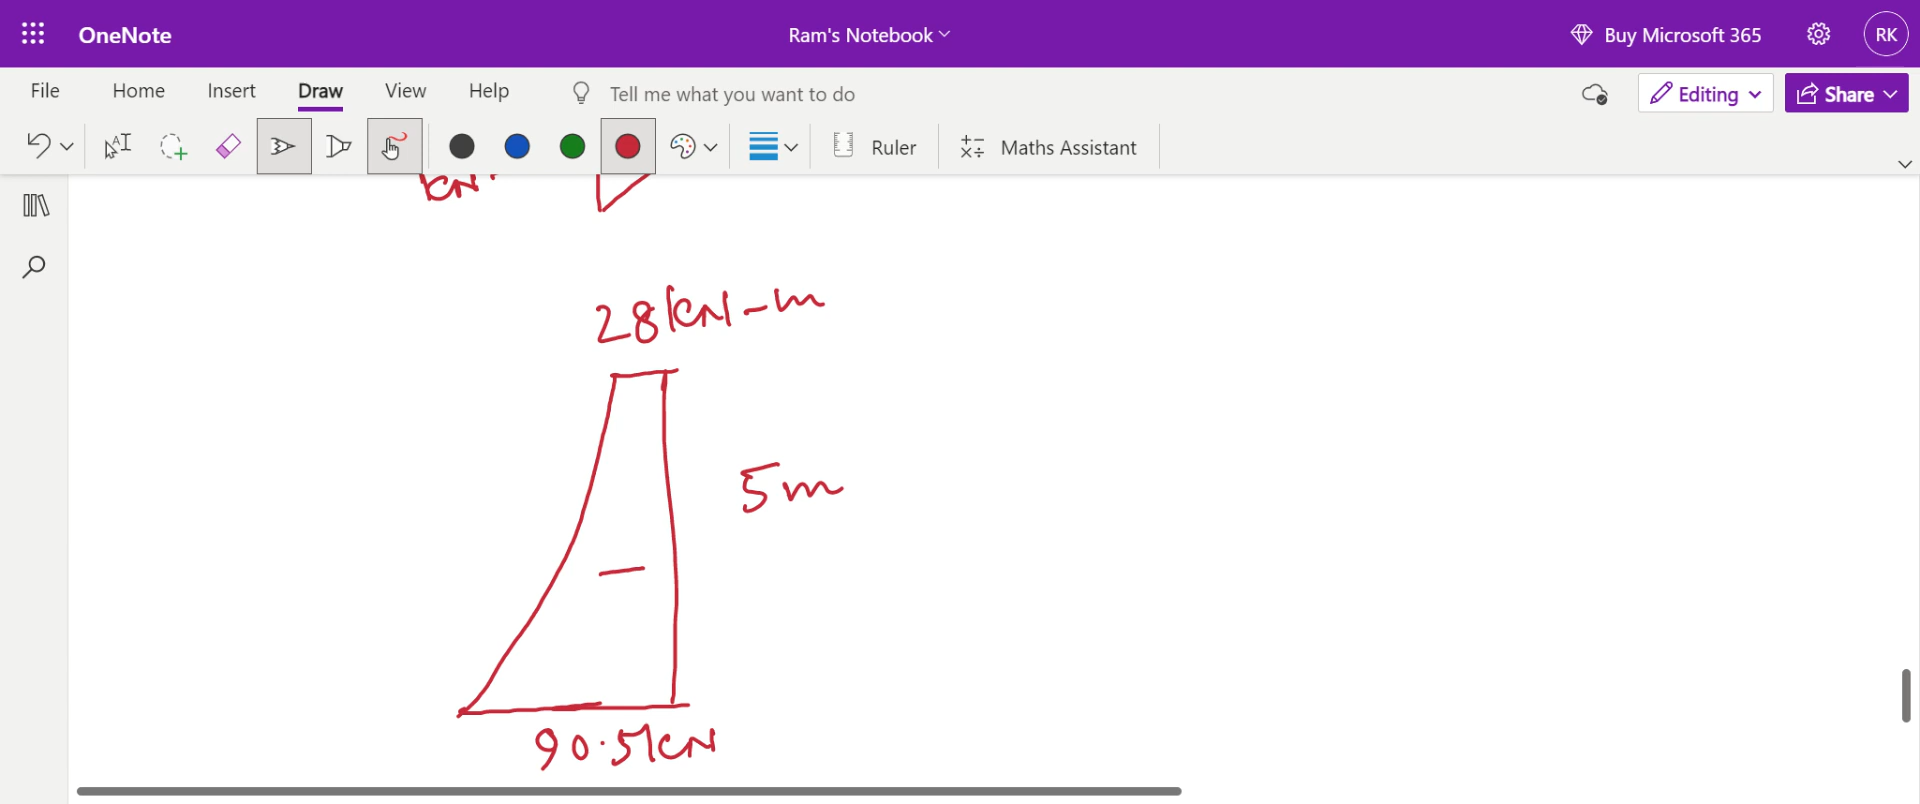 OneNote
Ram's Notebook
Buy Microsoft 365
RK
File Home Insert Draw View Help
Tell me what you want to do
Editing
Share
Ruler
Maths Assistant
kN
28kN-m
5m
90.5kN